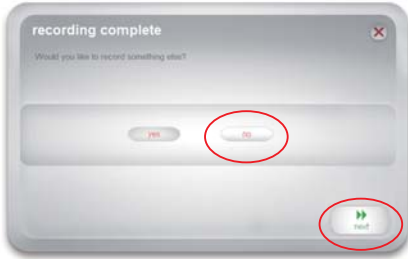 recording complete
Would you like to record something else?
yes
no
next